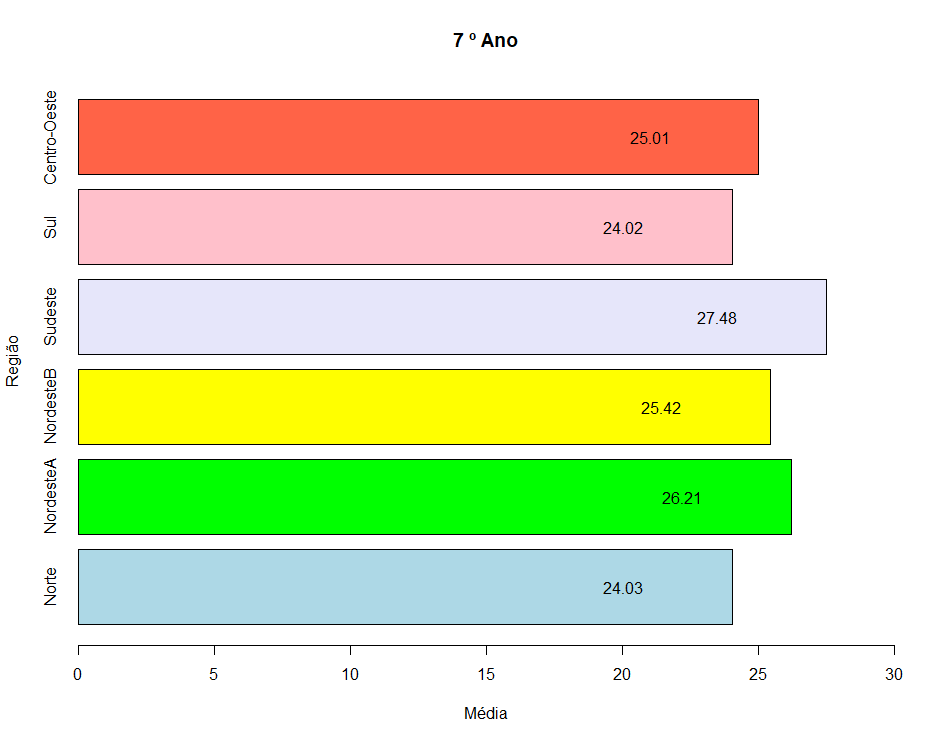 7 º Ano
Região
Centro-Oeste
25.01
Sul
24.02
Sudeste
27.48
NordesteB
25.42
NordesteA
26.21
Norte
24.03
0 5 10 15 20 25 30
Média